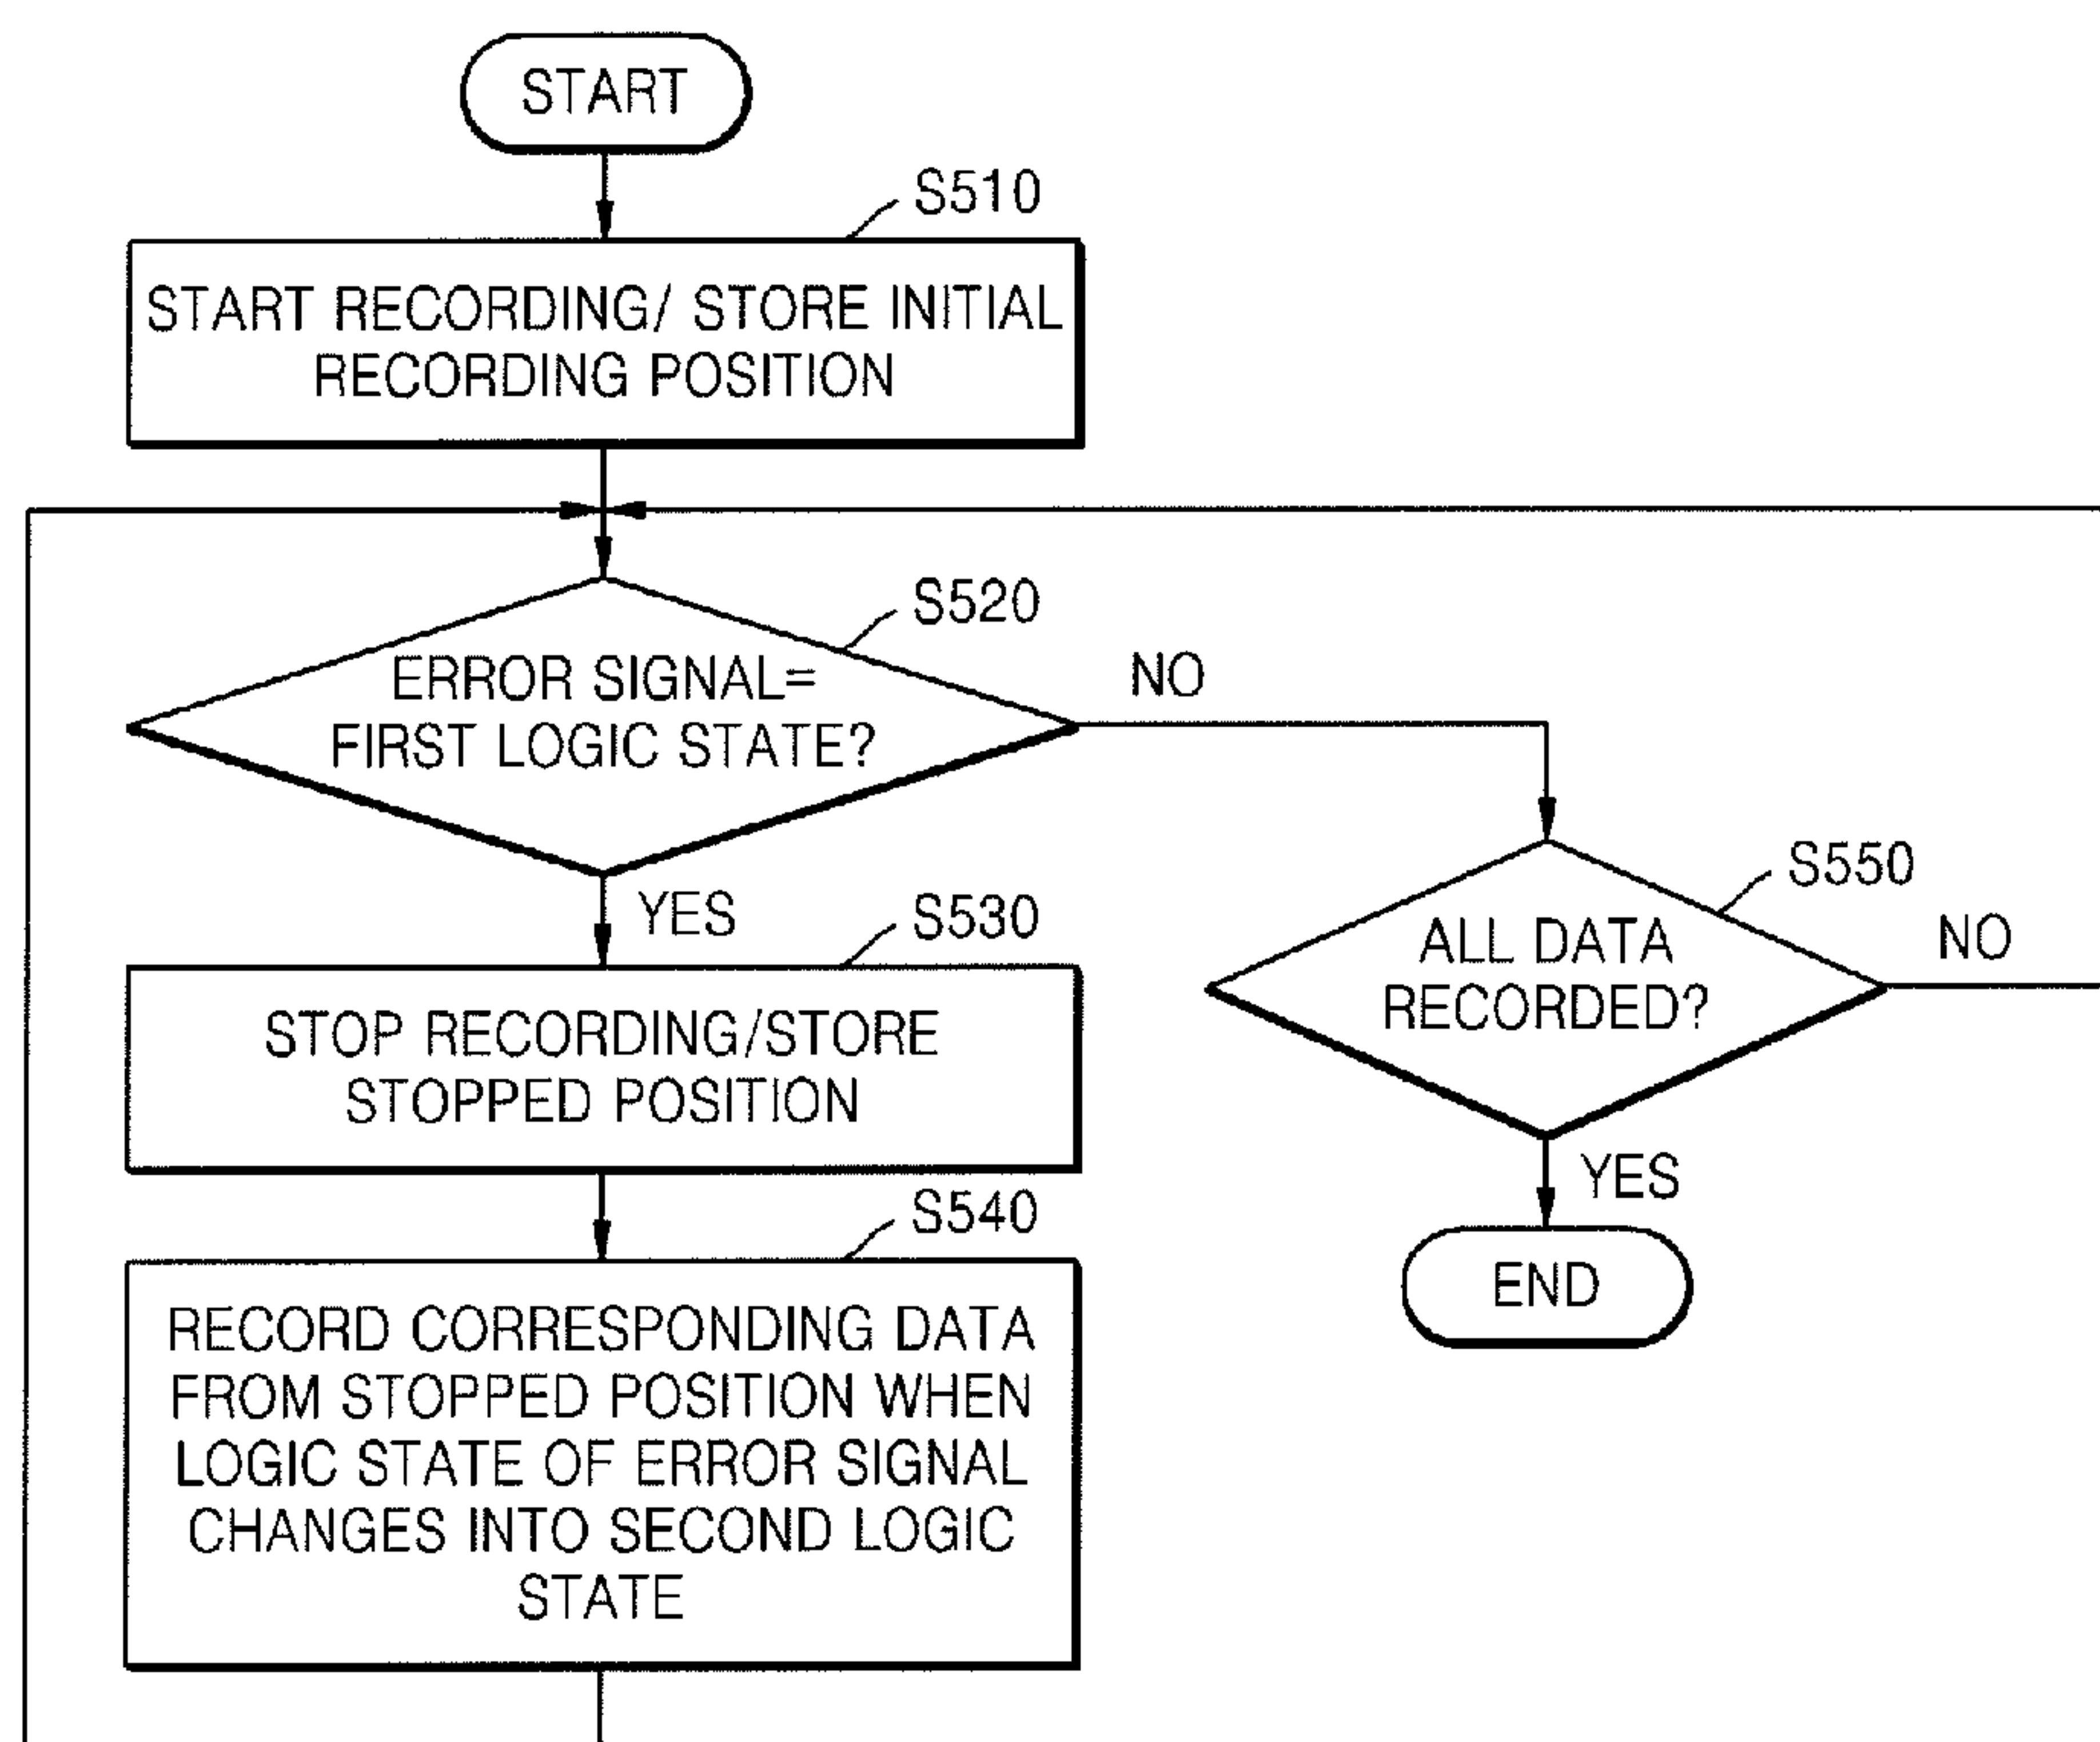 START
S510
START RECORDING/ STORE INITIAL
RECORDING POSITION
S520
ERROR SIGNAL=
FIRST LOGIC STATE?
NO
YES
S530
STOP RECORDING/STORE
STOPPED POSITION
S540
RECORD CORRESPONDING DATA
FROM STOPPED POSITION WHEN
LOGIC STATE OF ERROR SIGNAL
CHANGES INTO SECOND LOGIC
STATE
S550
ALL DATA
RECORDED?
NO
YES
END